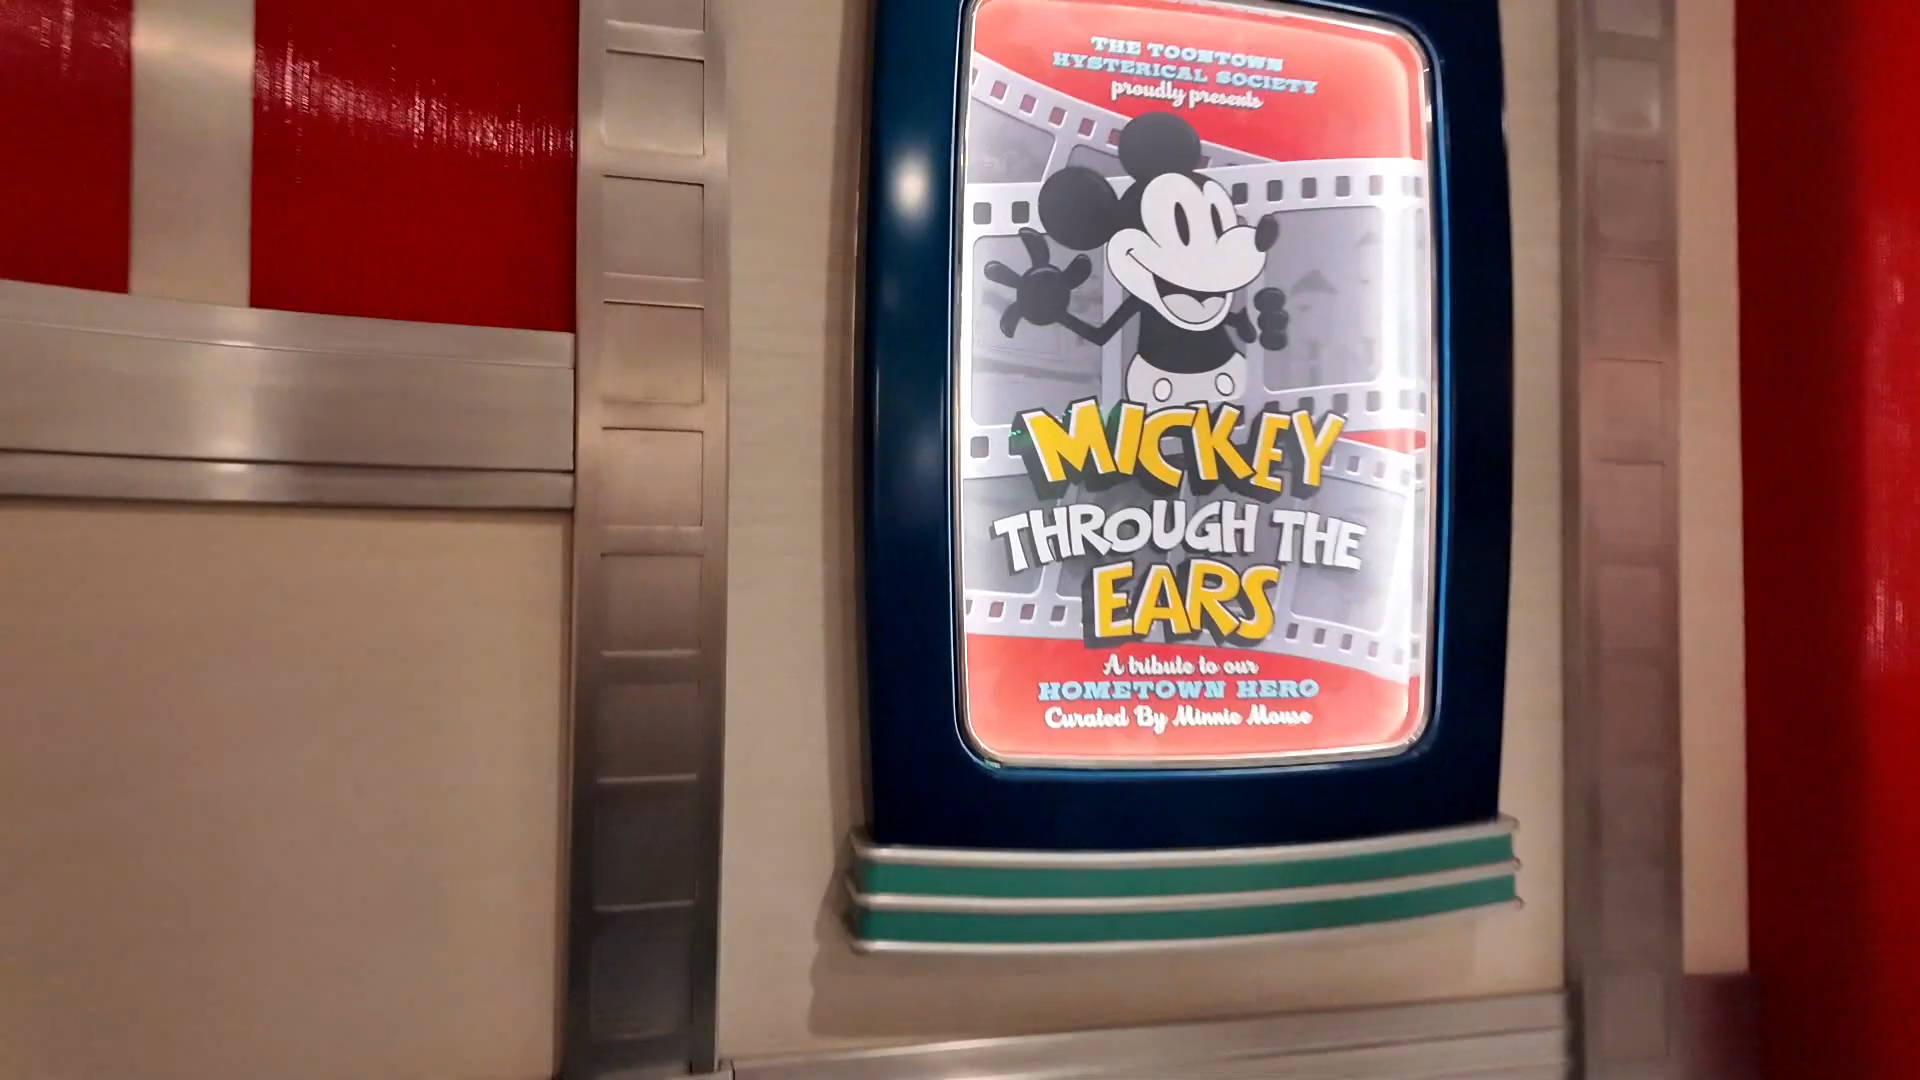 THE TOONTOWN
HYSTERICAL SOCIETY
proudly presents
MICKEY
THROUGH THE
EARS
A tribute to our
HOMETOWN HERO
Curated By Minnie Mouse